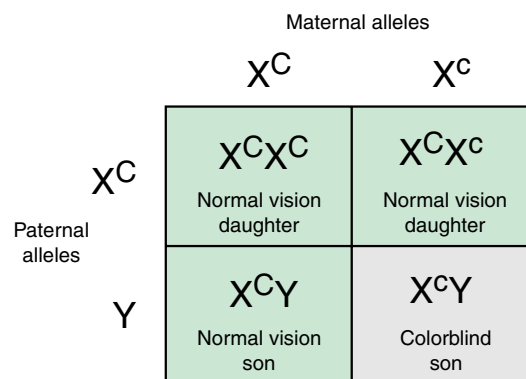 Maternal alleles
X^C X^c
X^C X^CX^C X^CX^c
Normal vision Normal vision
daughter daughter
Paternal
alleles
Y X^CY X^cY
Normal vision Colorblind
son son